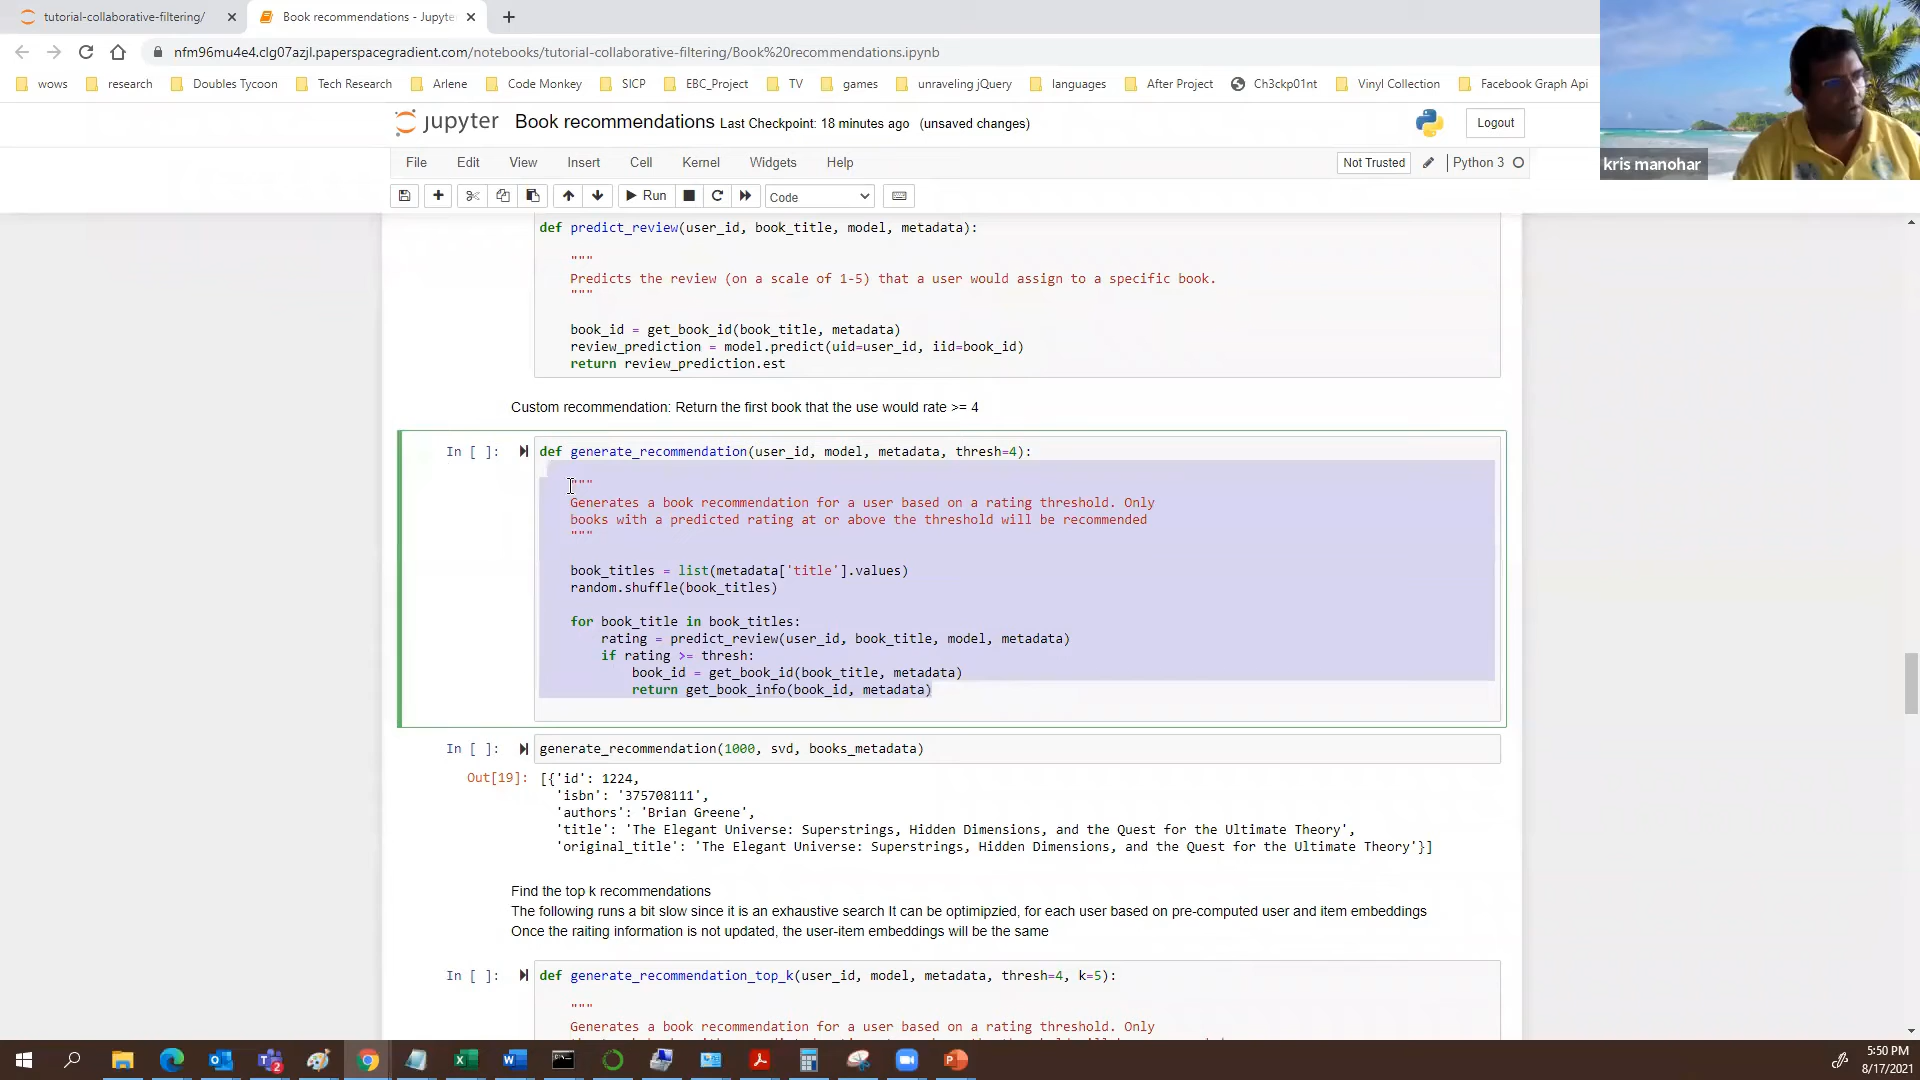 tutorial-collaborative-filtering/
Book recommendations - Jupyter
nfm96mu4e4.clg07azjl.paperspacegradient.com/notebooks/tutorial-collaborative-filtering/Book%20recommendations.ipynb
wows research Doubles Tycoon Tech Research Arlene Code Monkey SICP EBC_Project TV games unraveling jQuery languages After Project Ch3ckp01nt Vinyl Collection Facebook Graph Api
kris manohar
jupyter Book recommendations Last Checkpoint: 18 minutes ago (unsaved changes) Logout
File Edit View Insert Cell Kernel Widgets Help Not Trusted Python 3
Run Code
def predict_review(user_id, book_title, model, metadata):
"""
Predicts the review (on a scale of 1-5) that a user would assign to a specific book.
"""
book_id = get_book_id(book_title, metadata)
review_prediction = model.predict(uid=user_id, iid=book_id)
return review_prediction.est
Custom recommendation: Return the first book that the use would rate >= 4
In [ ]: def generate_recommendation(user_id, model, metadata, thresh=4):
"""
Generates a book recommendation for a user based on a rating threshold. Only
books with a predicted rating at or above the threshold will be recommended
"""
book_titles = list(metadata['title'].values)
random.shuffle(book_titles)
for book_title in book_titles:
rating = predict_review(user_id, book_title, model, metadata)
if rating >= thresh:
book_id = get_book_id(book_title, metadata)
return get_book_info(book_id, metadata)
In [ ]: generate_recommendation(1000, svd, books_metadata)
Out[19]: [{'id': 1224,
'isbn': '375708111',
'authors': 'Brian Greene',
'title': 'The Elegant Universe: Superstrings, Hidden Dimensions, and the Quest for the Ultimate Theory',
'original_title': 'The Elegant Universe: Superstrings, Hidden Dimensions, and the Quest for the Ultimate Theory'}]
Find the top k recommendations
The following runs a bit slow since it is an exhaustive search It can be optimipzied, for each user based on pre-computed user and item embeddings
Once the raiting information is not updated, the user-item embeddings will be the same
In [ ]: def generate_recommendation_top_k(user_id, model, metadata, thresh=4, k=5):
"""
Generates a book recommendation for a user based on a rating threshold. Only
5:50 PM
8/17/2021